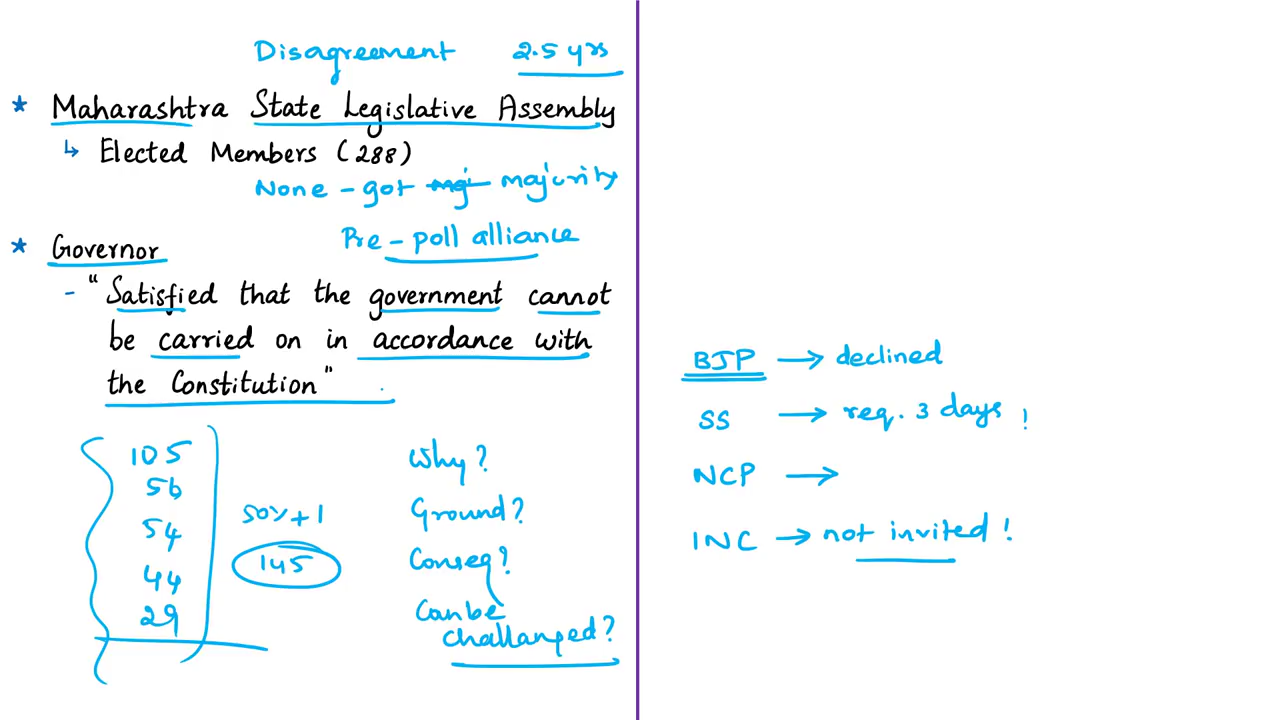 Disagreement 2.5 yrs
* Maharashtra State Legislative Assembly
↳ Elected Members (288)
None - got majority
Pre - poll alliance
* Governor
- "Satisfied that the government cannot
be carried on in accordance with
the Constitution"
105
56
54
44
29
50% + 1
145
Why?
Ground?
Conseq?
Can be
challanged?
BJP → declined
SS → req. 3 days !
NCP →
INC → not invited !